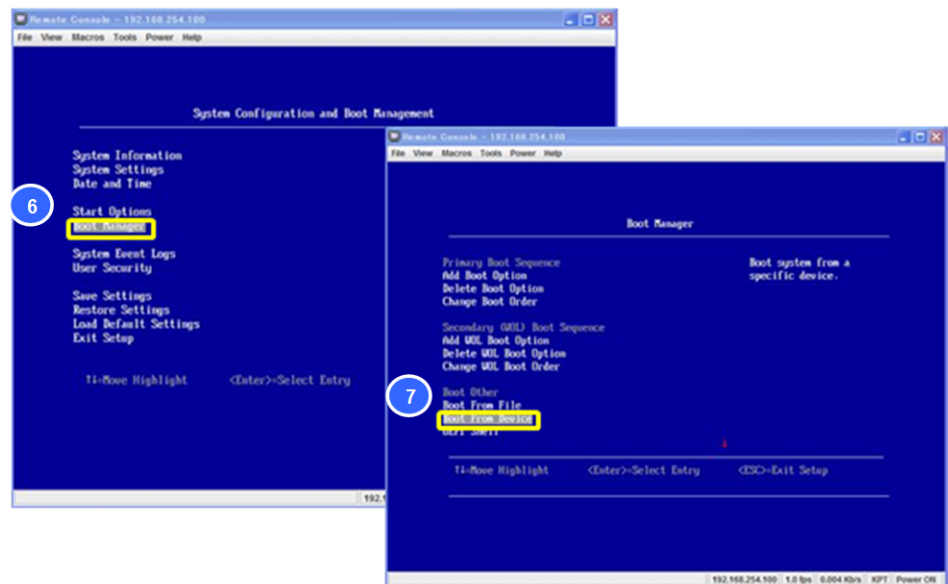 Remote Console - 192.168.254.100
File View Macros Tools Power Help
System Configuration and Boot Management
System Information
System Settings
Date and Time
6
Start Options
Boot Manager
System Event Logs
User Security
Save Settings
Restore Settings
Load Default Settings
Exit Setup
↑↓=Move Highlight <Enter>=Select Entry
192.1
Remote Console - 192.168.254.100
File View Macros Tools Power Help
Boot Manager
Primary Boot Sequence
Add Boot Option
Delete Boot Option
Change Boot Order
Boot system from a
specific device.
Secondary (WOL) Boot Sequence
Add WOL Boot Option
Delete WOL Boot Option
Change WOL Boot Order
7
Boot Other
Boot From File
Boot From Device
UEFI Shell
↓
↑↓=Move Highlight <Enter>=Select Entry <ESC>=Exit Setup
192.168.254.100 1.0 fps 0.004 Kb/s KPT Power ON